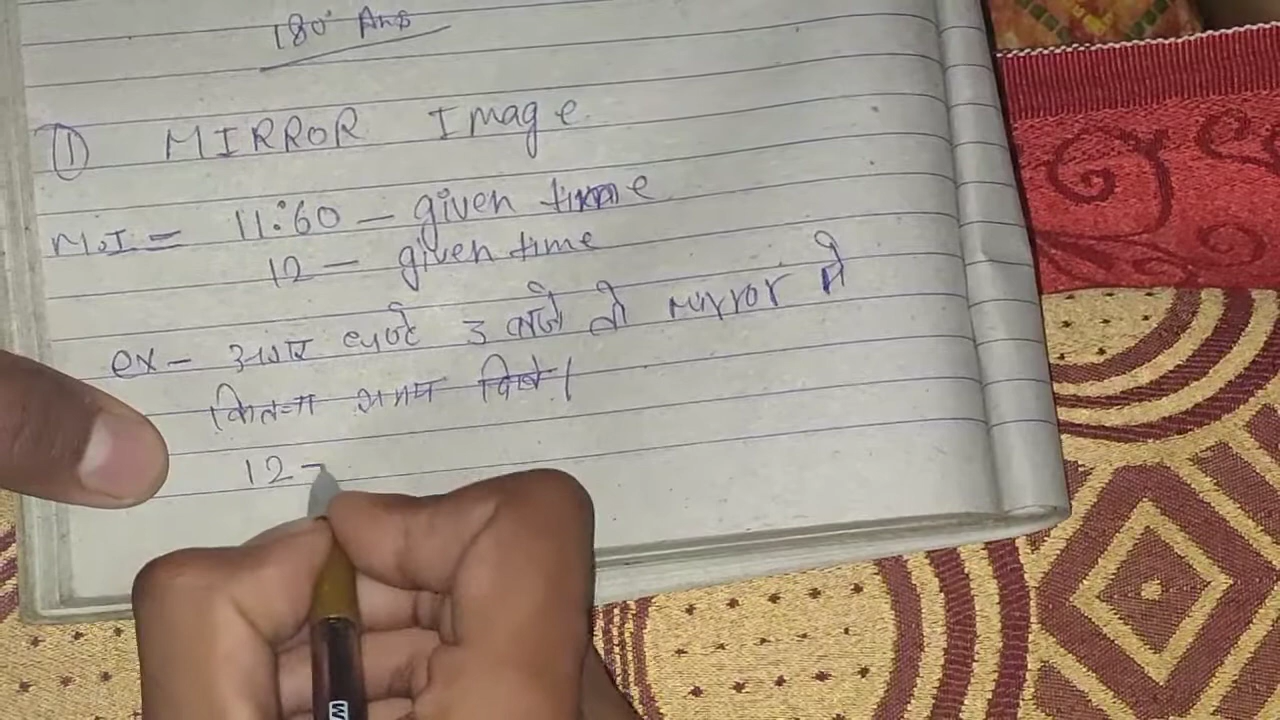 180° Ans
① MIRROR Image
M.I = 11:60 – given time
12 – given time
ex – अगर घण्टे 3 बजे तो mirror में
कितना समय
12 –
W